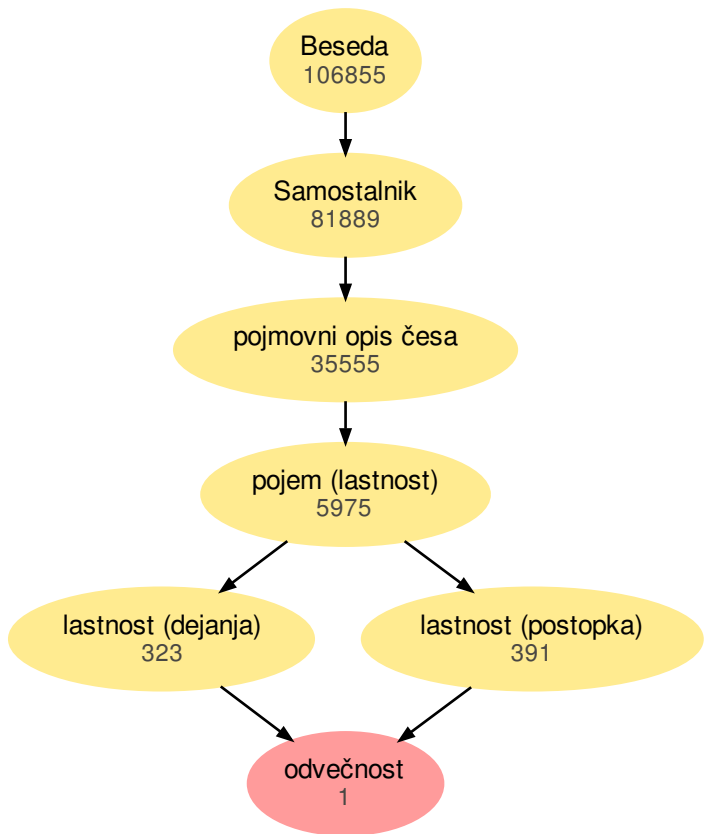 Beseda
106855
Samostalnik
81889
pojmovni opis česa
35555
pojem (lastnost)
5975
lastnost (dejanja)
323
lastnost (postopka)
391
odvečnost
1